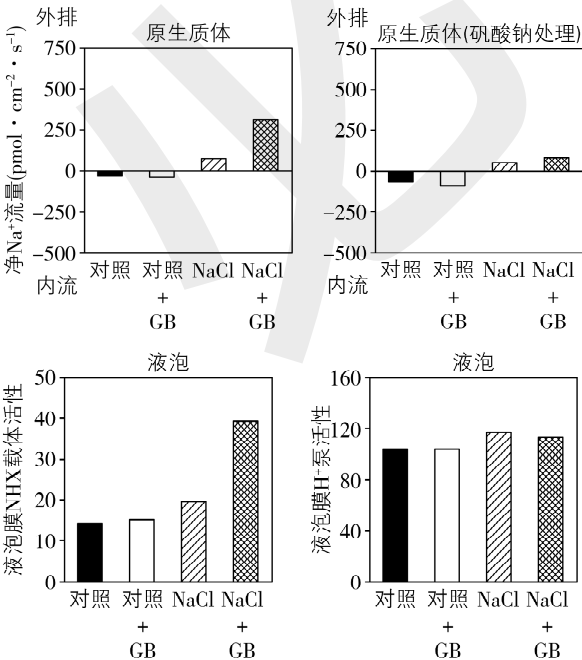 外排
原生质体
750
500
250
0
-250
-500
净Na⁺流量(pmol·cm⁻²·s⁻¹)
内流
对照 对照 NaCl NaCl
+ +
GB GB
外排
原生质体(矾酸钠处理)
750
500
250
0
-250
-500
内流
对照 对照 NaCl NaCl
+ +
GB GB
液泡
50
40
30
20
10
0
液泡膜NHX载体活性
对照 对照 NaCl NaCl
+ +
GB GB
液泡
160
120
80
40
0
液泡膜H⁺泵活性
对照 对照 NaCl NaCl
+ +
GB GB